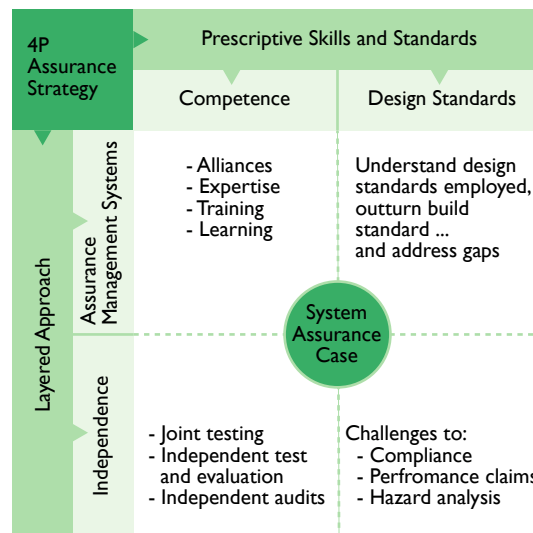 4P
Assurance
Strategy
Prescriptive Skills and Standards
Competence
Design Standards
Layered Approach
Assurance
Management Systems
- Alliances
- Expertise
- Training
- Learning
Understand design
standards employed,
outturn build
standard ...
and address gaps
System
Assurance
Case
Independence
- Joint testing
- Independent test
and evaluation
- Independent audits
Challenges to:
- Compliance
- Perfromance claims
- Hazard analysis